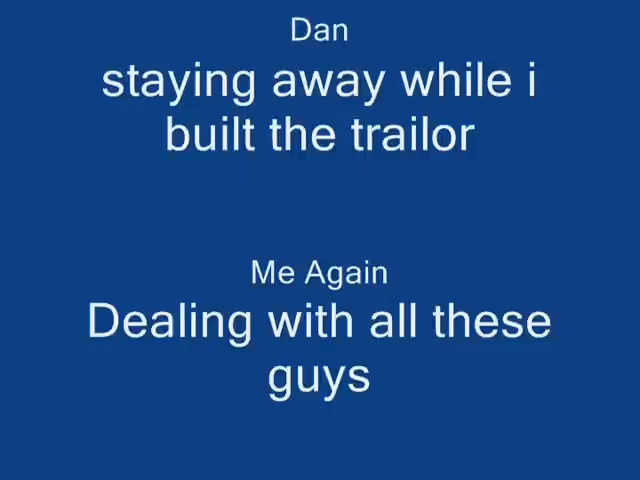 Dan
staying away while i
built the trailor
Me Again
Dealing with all these
guys